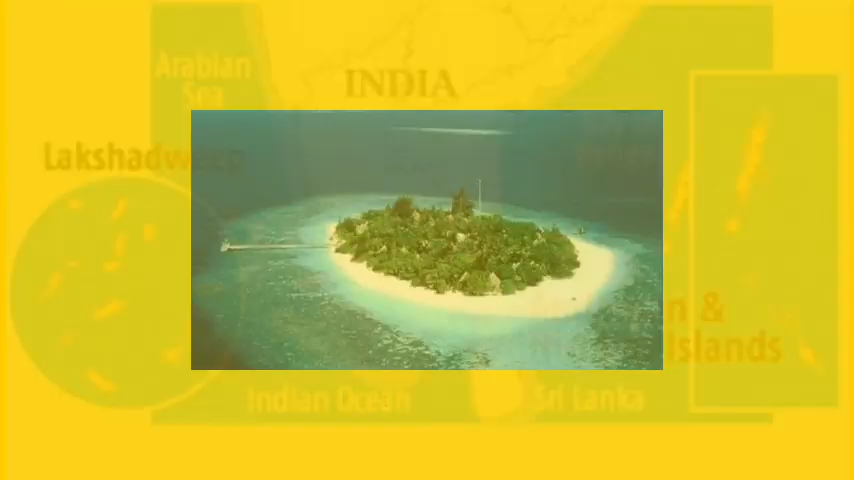 Arabian
Sea
INDIA
Lakshadweep
n &
Islands
Indian Ocean
Sri Lanka